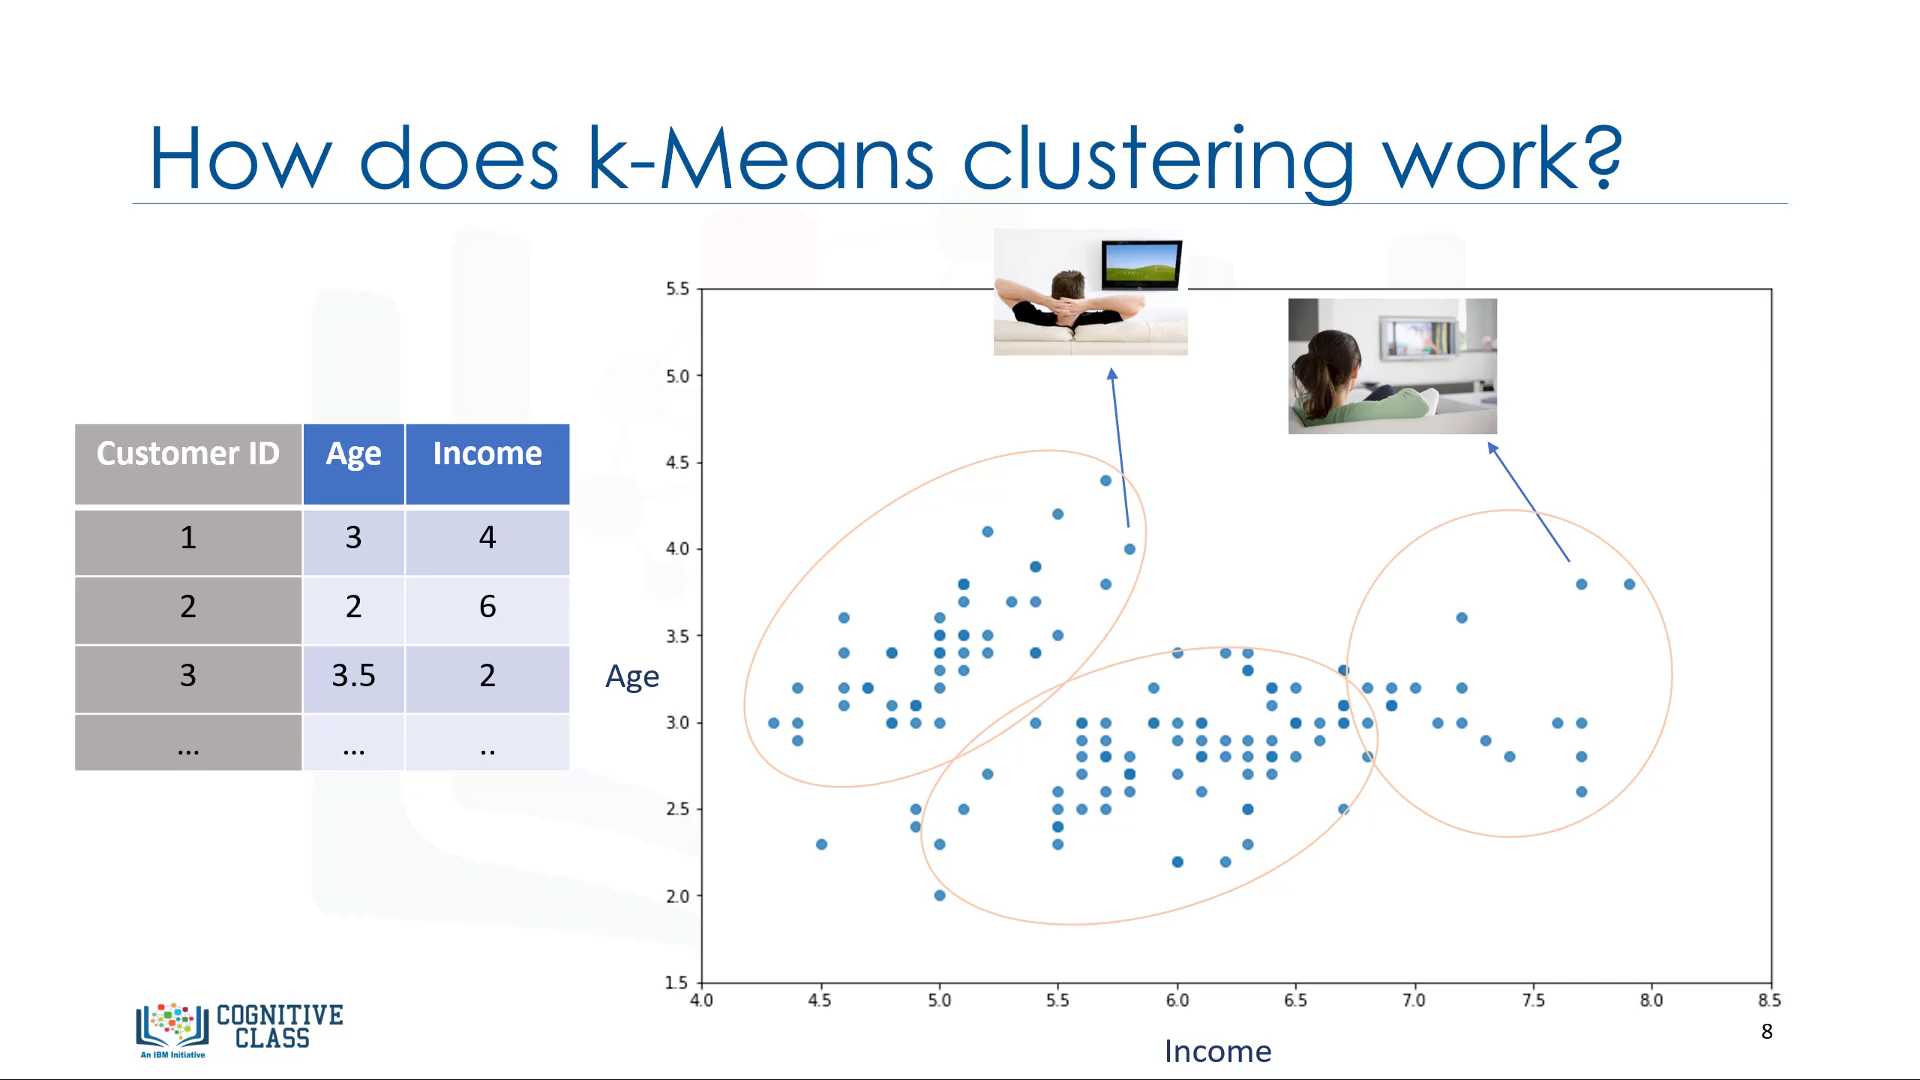 How does k-Means clustering work?
Customer ID Age Income
1 3 4
2 2 6
3 3.5 2
... ... ..
Age
5.5
5.0
4.5
4.0
3.5
3.0
2.5
2.0
1.5
4.0 4.5 5.0 5.5 6.0 6.5 7.0 7.5 8.0 8.5
Income
COGNITIVE
CLASS
An IBM Initiative
8